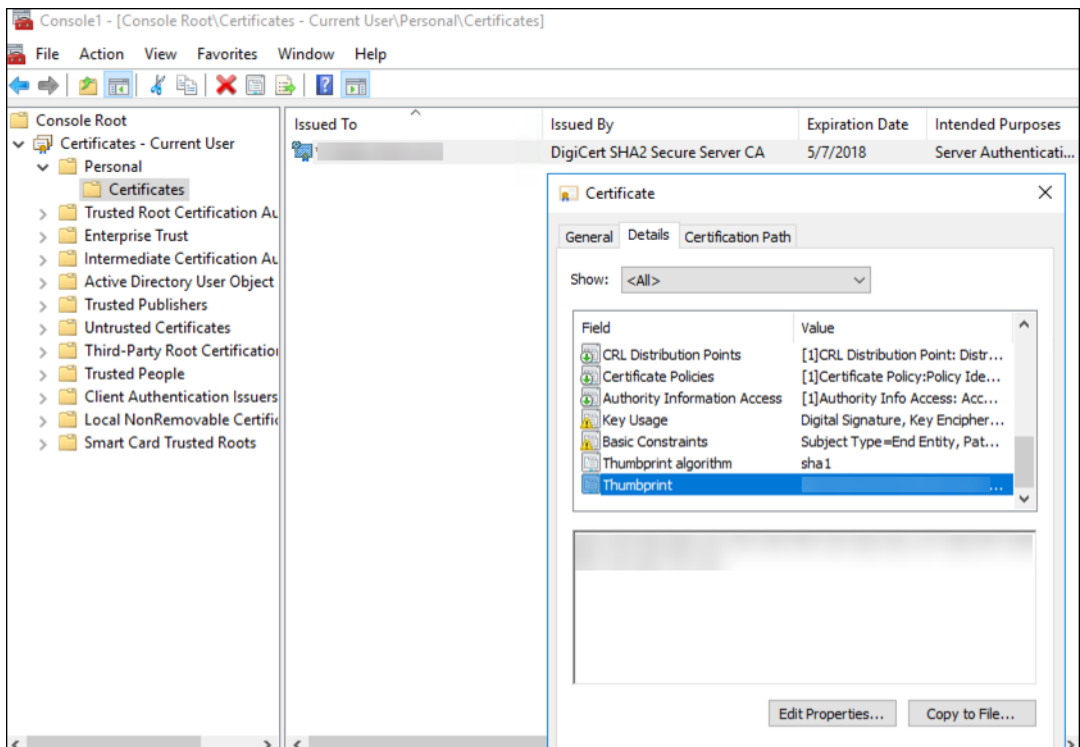 Console1 - [Console Root\Certificates - Current User\Personal\Certificates]
File Action View Favorites Window Help
Console Root
Certificates - Current User
Personal
Certificates
Trusted Root Certification Au
Enterprise Trust
Intermediate Certification Au
Active Directory User Object
Trusted Publishers
Untrusted Certificates
Third-Party Root Certification
Trusted People
Client Authentication Issuers
Local NonRemovable Certific
Smart Card Trusted Roots
Issued To Issued By Expiration Date Intended Purposes
DigiCert SHA2 Secure Server CA 5/7/2018 Server Authenticati...
Certificate
General Details Certification Path
Show: <All>
Field Value
CRL Distribution Points [1]CRL Distribution Point: Distr...
Certificate Policies [1]Certificate Policy:Policy Ide...
Authority Information Access [1]Authority Info Access: Acc...
Key Usage Digital Signature, Key Encipher...
Basic Constraints Subject Type=End Entity, Pat...
Thumbprint algorithm sha1
Thumbprint ...
Edit Properties... Copy to File...